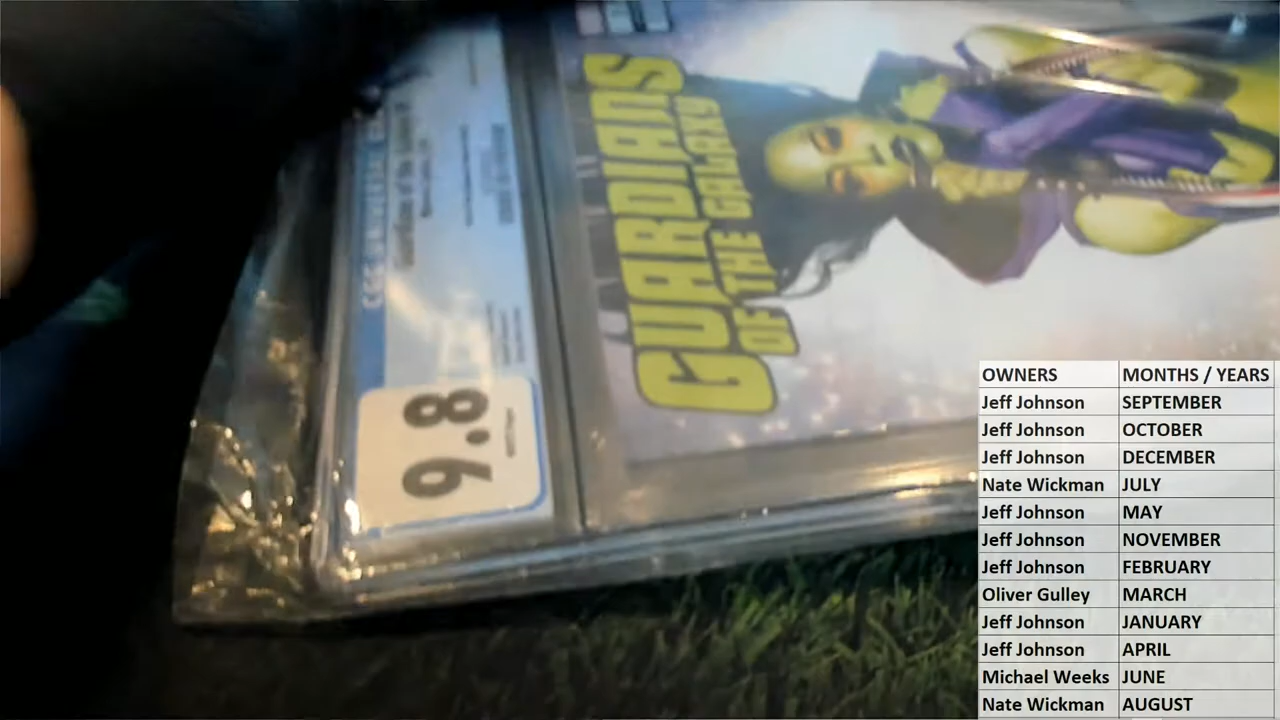 GUARDIANS
OF THE GALAXY
9.8
OWNERS MONTHS / YEARS
Jeff Johnson SEPTEMBER
Jeff Johnson OCTOBER
Jeff Johnson DECEMBER
Nate Wickman JULY
Jeff Johnson MAY
Jeff Johnson NOVEMBER
Jeff Johnson FEBRUARY
Oliver Gulley MARCH
Jeff Johnson JANUARY
Jeff Johnson APRIL
Michael Weeks JUNE
Nate Wickman AUGUST